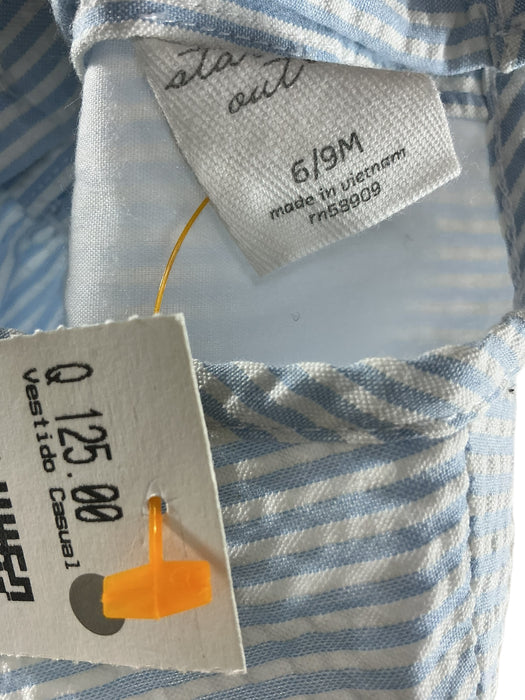 out
6/9M
made in vietnam
rn58909
Q 125.00
Vestido Casual